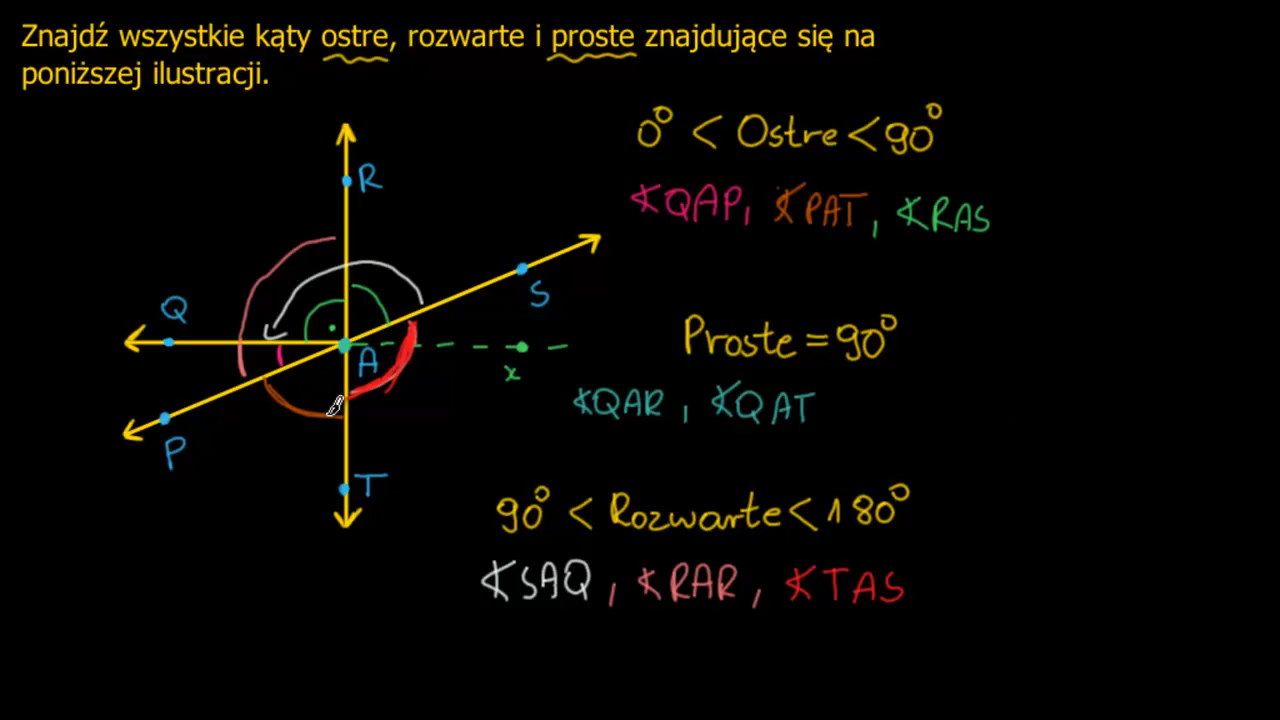 Znajdź wszystkie kąty ostre, rozwarte i proste znajdujące się na
poniższej ilustracji.
0° < Ostre < 90°
∢QAP, ∢PAT, ∢RAS
R
S
Q
A
x
P
T
Proste = 90°
∢QAR, ∢QAT
90° < Rozwarte < 180°
∢SAQ, ∢RAR, ∢TAS